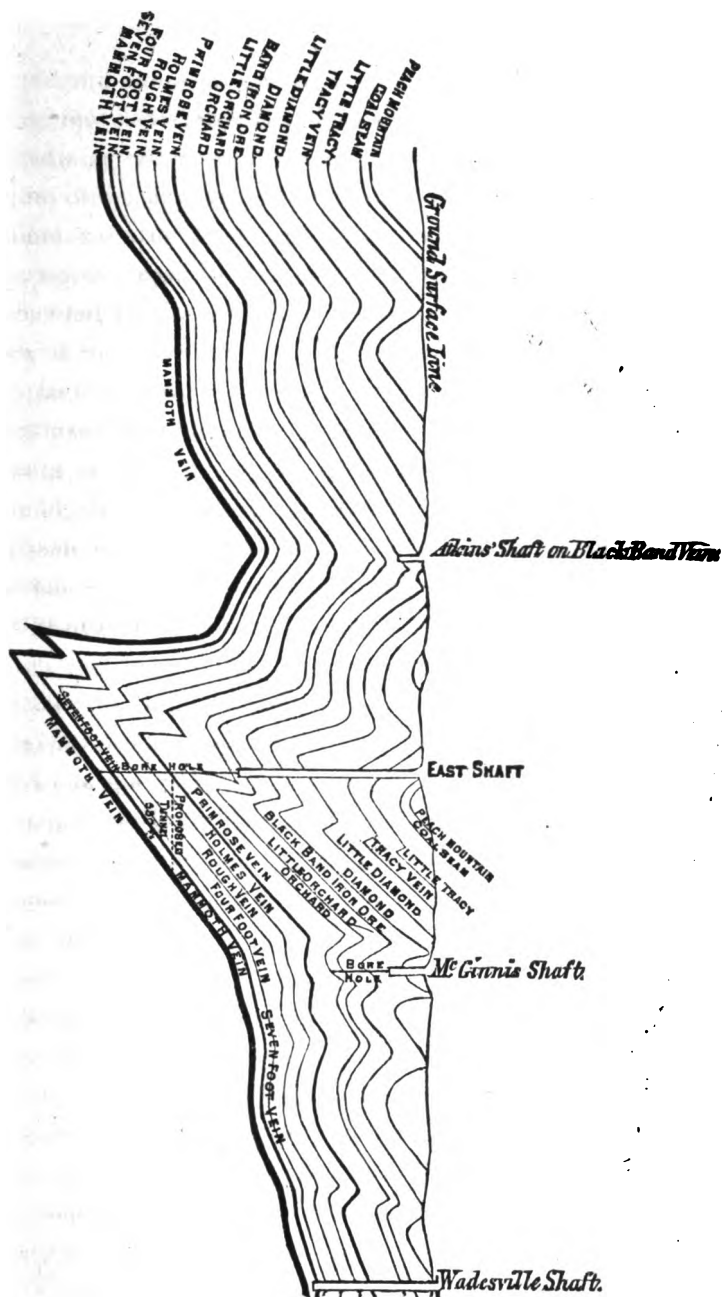 MAMMOTH VEIN
SEVEN FOOT VEIN
FOUR FOOT VEIN
ROUGH VEIN
HOLMES VEIN
PRIMROSE VEIN
ORCHARD
LITTLE ORCHARD
BAND IRON ORE
DIAMOND
LITTLE DIAMOND
TRACY VEIN
LITTLE TRACY
PEACH MOUNTAIN
COAL SEAM
Ground Surface Line
MAMMOTH VEIN
Atkins' Shaft on Black Band
SEVEN FOOT VEIN
MAMMOTH VEIN
BORE HOLE
EAST SHAFT
PROPOSED
TUNNEL
MAMMOTH VEIN
FOUR FOOT VEIN
ROUGH VEIN
HOLMES VEIN
PRIMROSE VEIN
ORCHARD
LITTLE ORCHARD
BLACK BAND IRON ORE
DIAMOND
LITTLE DIAMOND
TRACY VEIN
LITTLE TRACY
PEACH MOUNTAIN
COAL SEAM
BORE
HOLE
McGinnis Shaft.
SEVEN FOOT VEIN
Wadesville Shaft.